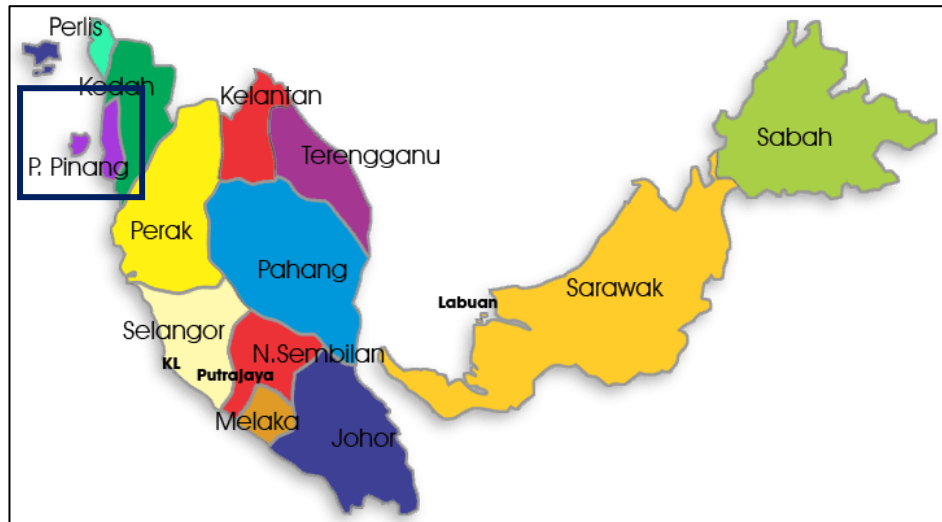 Perlis
Kedah
Kelantan
P. Pinang
Terengganu
Sabah
Perak
Pahang
Sarawak
Labuan
Selangor
N.Sembilan
KL
Putrajaya
Melaka
Johor